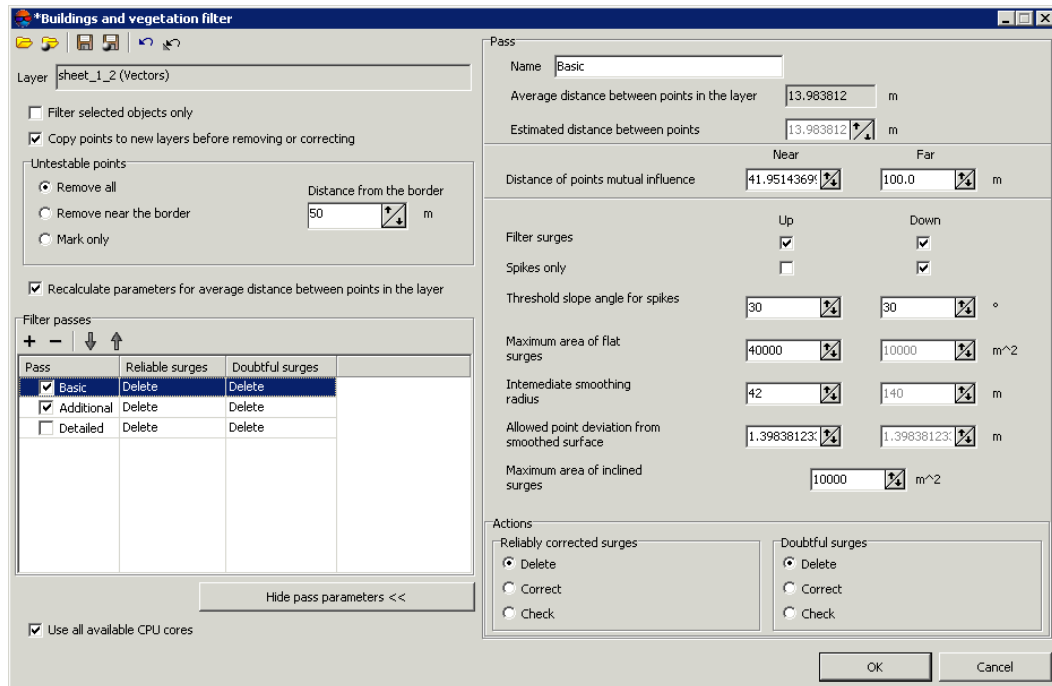 *Buildings and vegetation filter
Layer sheet_1_2 (Vectors)
Filter selected objects only
Copy points to new layers before removing or correcting
Untestable points
Remove all
Distance from the border
Remove near the border
50 m
Mark only
Recalculate parameters for average distance between points in the layer
Filter passes
Pass Reliable surges Doubtful surges
Basic Delete Delete
Additional Delete Delete
Detailed Delete Delete
Hide pass parameters <<
Use all available CPU cores
Pass
Name Basic
Average distance between points in the layer 13.983812 m
Estimated distance between points 13.983812 m
Near Far
Distance of points mutual influence 41.9514369 100.0 m
Up Down
Filter surges
Spikes only
Threshold slope angle for spikes 30 30 °
Maximum area of flat
surges 40000 10000 m^2
Intemediate smoothing
radius 42 140 m
Allowed point deviation from
smoothed surface 1.39838123 1.39838123 m
Maximum area of inclined
surges 10000 m^2
Actions
Reliably corrected surges
Delete
Correct
Check
Doubtful surges
Delete
Correct
Check
OK Cancel